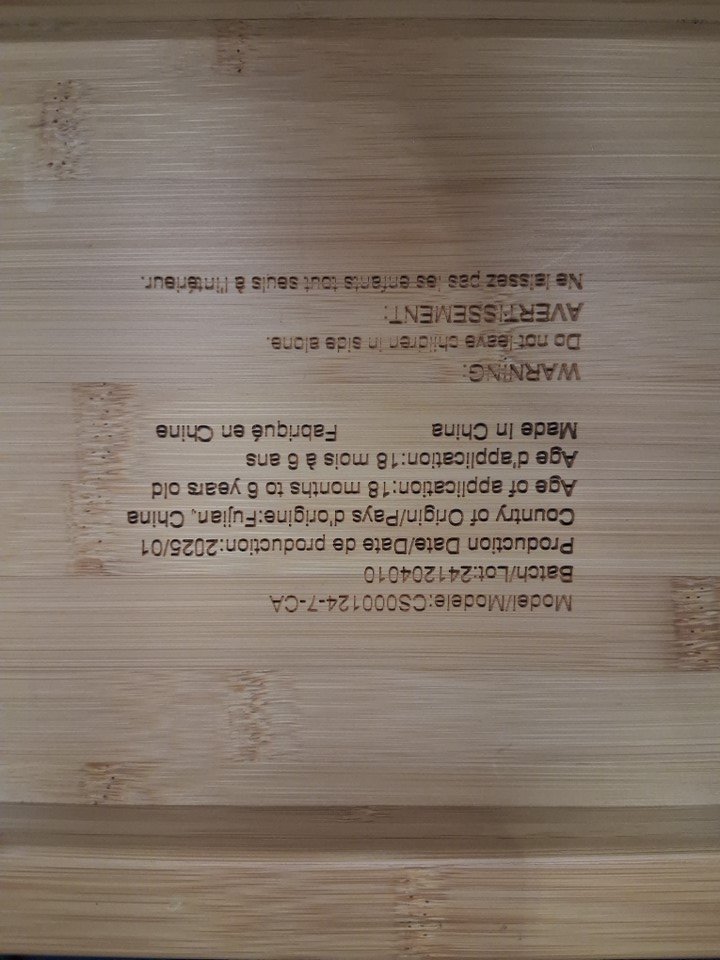 Model/Modele:CS000124-7-CA
Batch/Lot:241204010
Production Date/Date de production:2025/01
Country of Origin/Pays d'origine:Fujian, China
Age of application:18 months to 6 years old
Age d'application:18 mois à 6 ans
Made In China Fabriqué en Chine
WARNING:
Do not leave children in side alone.
AVERTISSEMENT:
Ne laissez pas les enfants tout seuls à l'intérieur.